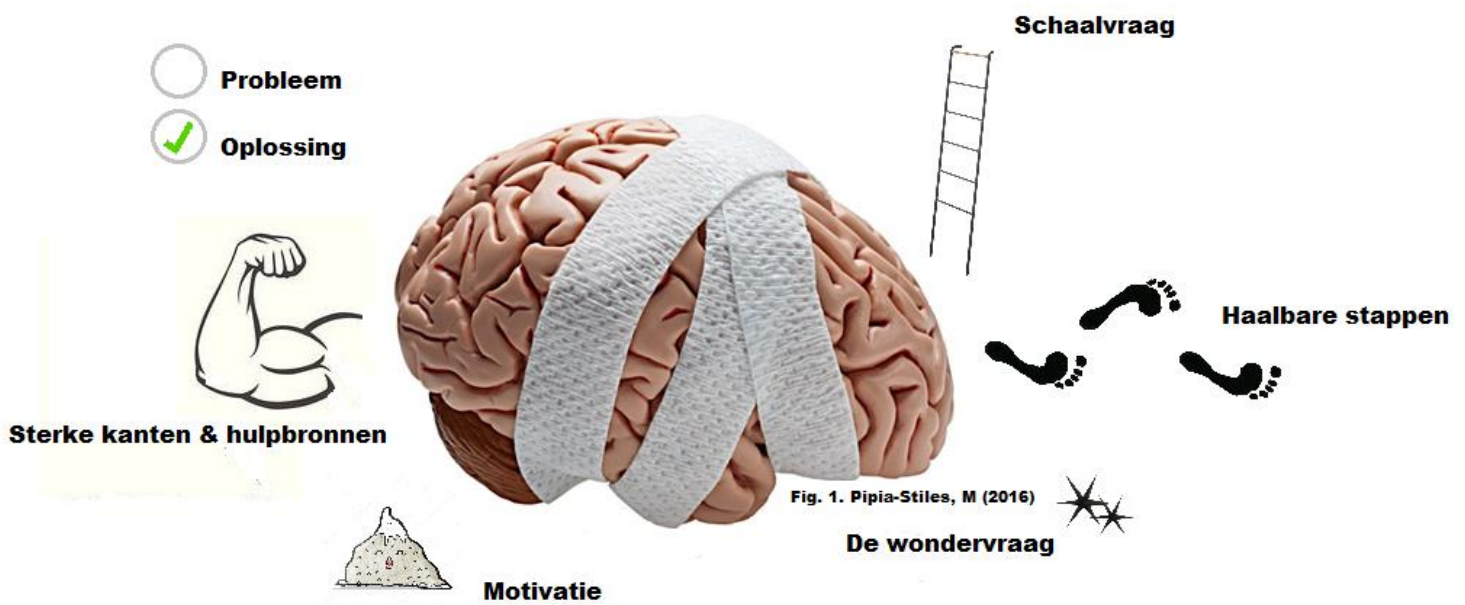 Schaalvraag
Probleem
Oplossing
Haalbare stappen
Sterke kanten & hulpbronnen
Fig. 1. Pipia-Stiles, M (2016)
De wondervraag
Motivatie